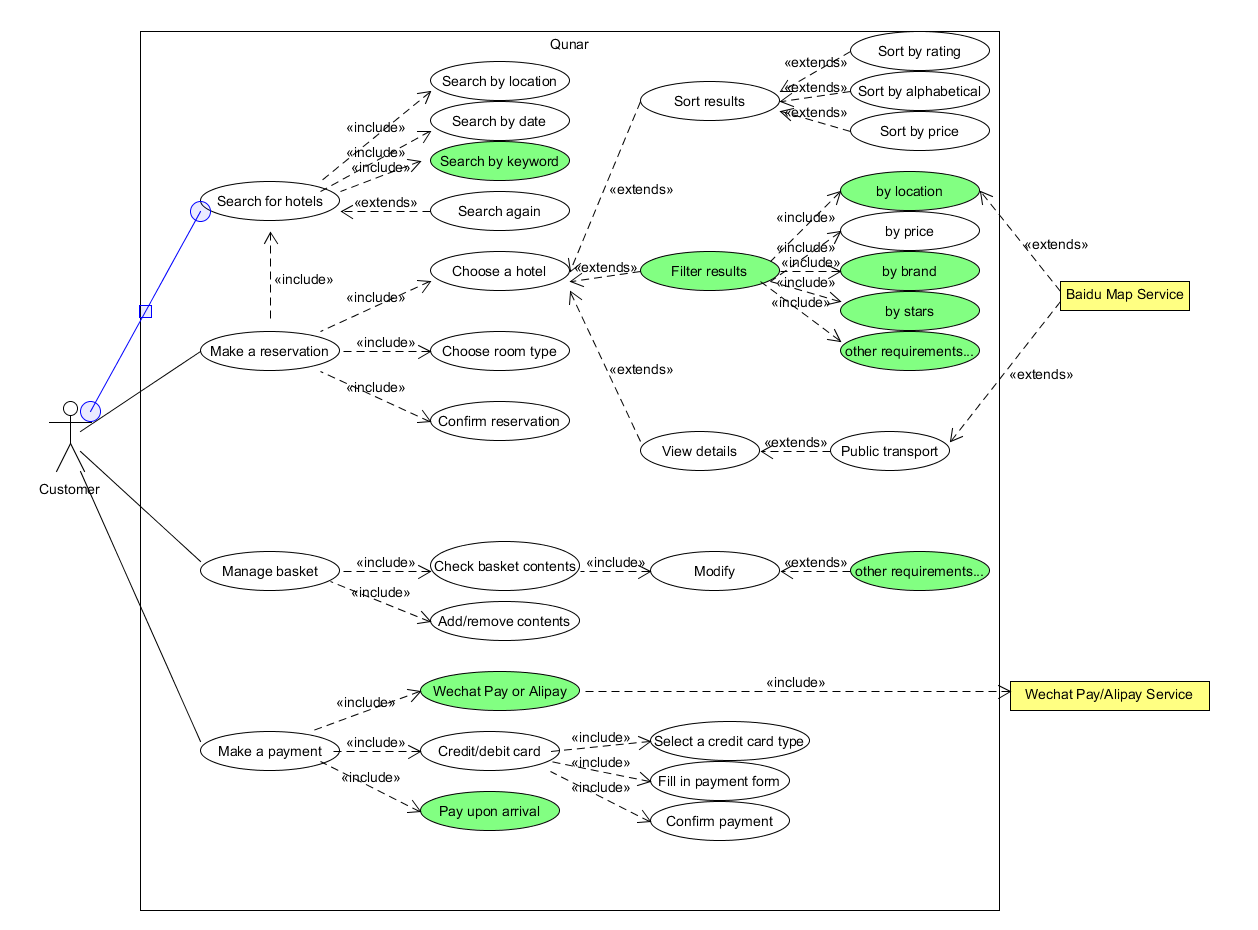 Qunar
Sort by rating
«extends»
Search by location
Sort by alphabetical
«extends»
Sort results
«extends»
Search by date
«include»
Sort by price
«include»
Search by keyword
«include»
«extends»
by location
Search for hotels
«extends»
Search again
«include»
by price
«extends»
«include»
Choose a hotel
«extends»
Filter results
«include»
by brand
«include»
«include»
Baidu Map Service
«include»
«include»
by stars
Make a reservation
«include»
Choose room type
other requirements...
«extends»
«extends»
«include»
Confirm reservation
View details
«extends»
Public transport
Customer
Manage basket
«include»
Check basket contents
«include»
Modify
«extends»
other requirements...
«include»
Add/remove contents
«include»
Wechat Pay or Alipay
«include»
Wechat Pay/Alipay Service
Make a payment
«include»
Credit/debit card
«include»
Select a credit card type
«include»
Fill in payment form
«include»
«include»
Pay upon arrival
Confirm payment